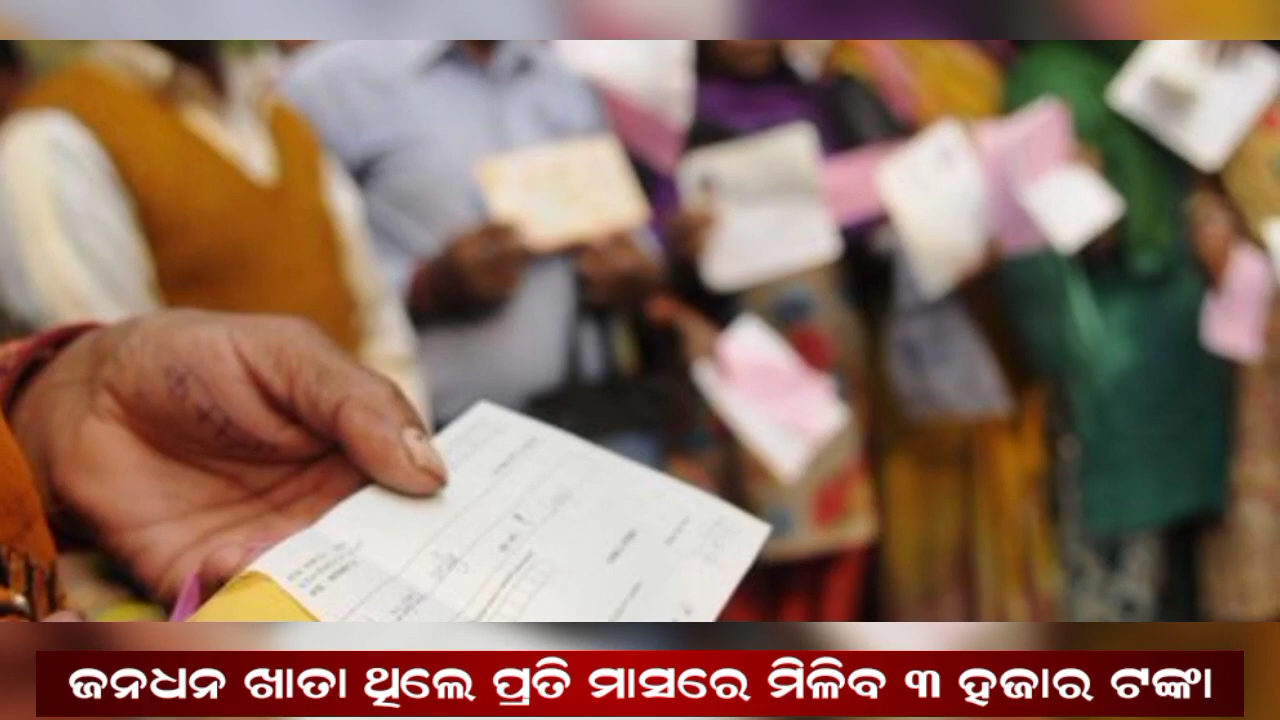 ଜନଧନ ଖାତା ଥିଲେ ପ୍ରତି ମାସରେ ମିଳିବ ୩ ହଜାର ଟଙ୍କା